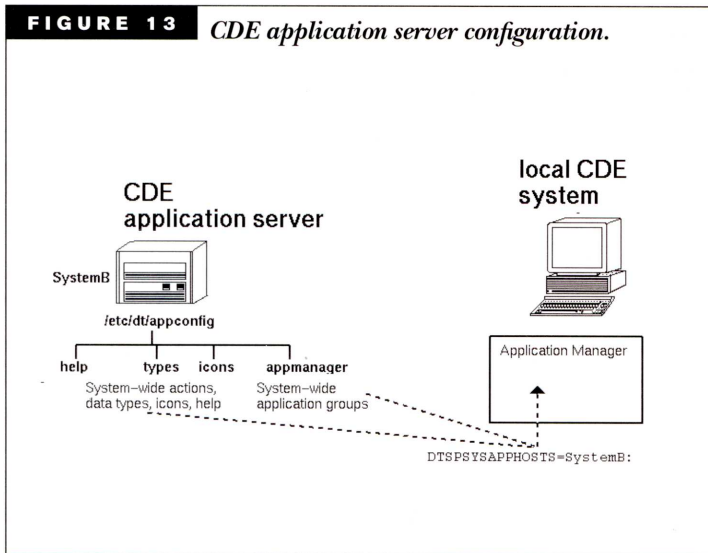 FIGURE 13
CDE application server configuration.
CDE
application server
SystemB
/etc/dt/appconfig
help types icons appmanager
System-wide actions,
data types, icons, help
System-wide
application groups
local CDE
system
Application Manager
DTSPSYSAPPHOSTS=SystemB: